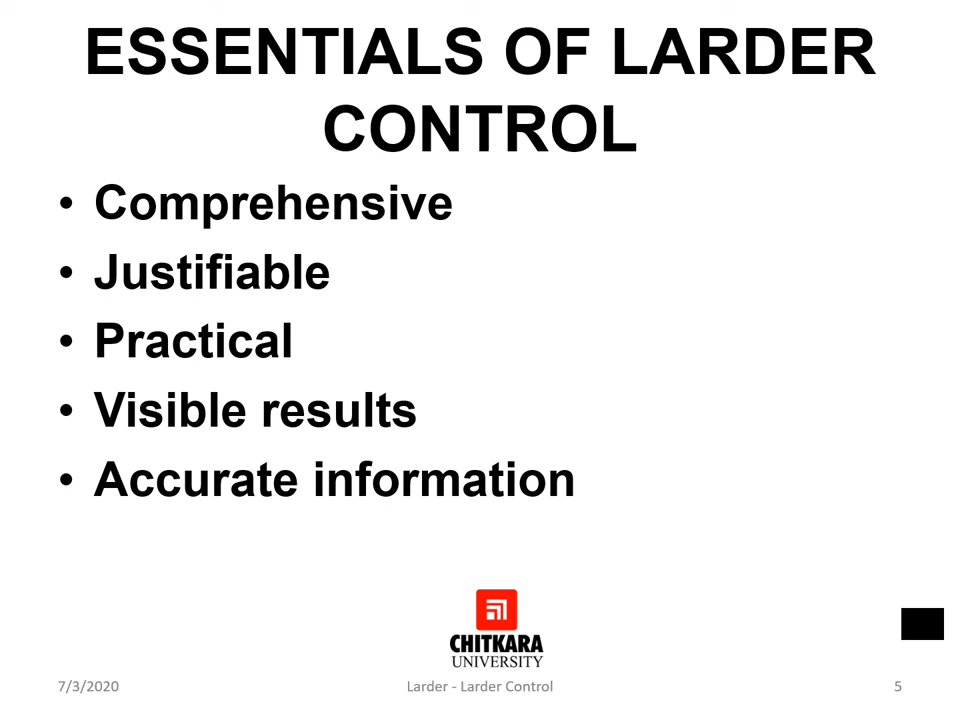 ESSENTIALS OF LARDER
CONTROL
• Comprehensive
• Justifiable
• Practical
• Visible results
• Accurate information
CHITKARA
UNIVERSITY
7/3/2020
Larder - Larder Control
5